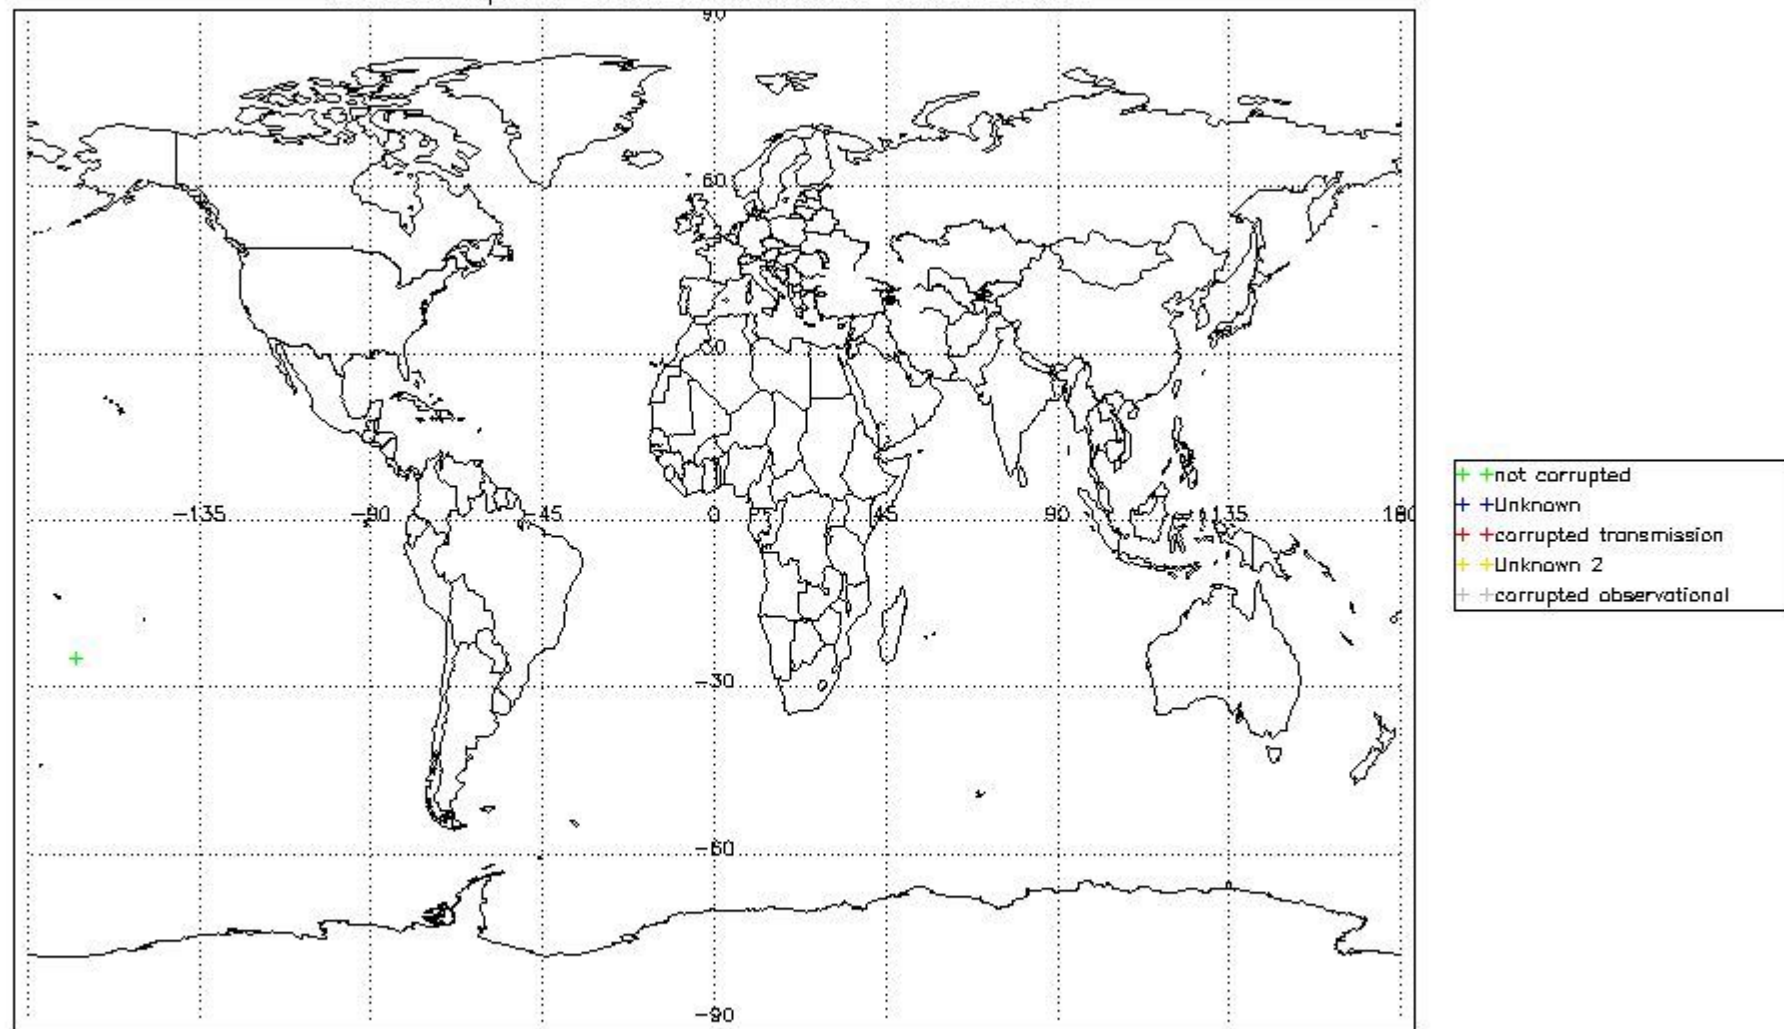 90
60
30
-135 -90 -45 0 45 90 135 180
-30
-60
-90
not corrupted
Unknown
corrupted transmission
Unknown 2
corrupted observational